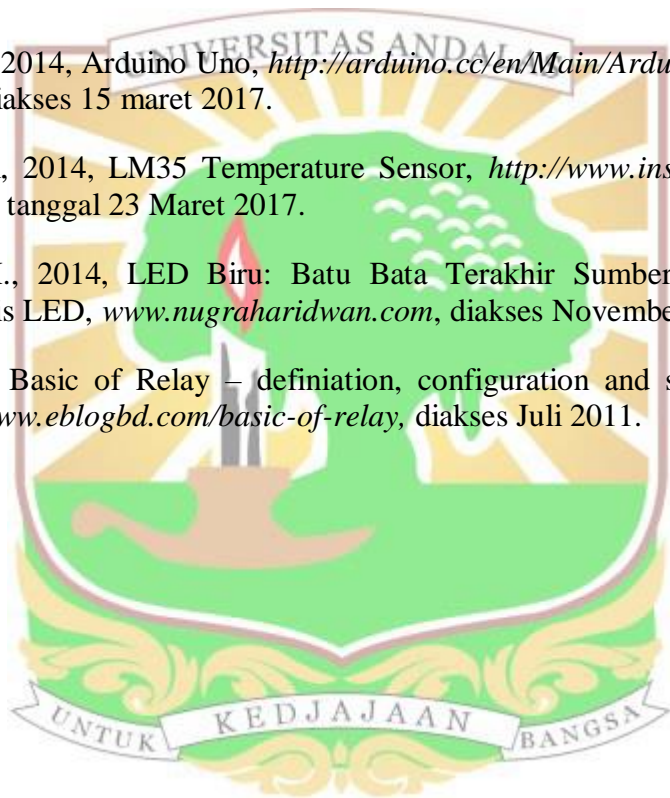 UNIVERSITAS ANDALAS
2014, Arduino Uno, http://arduino.cc/en/Main/Ardu
iakses 15 maret 2017.
, 2014, LM35 Temperature Sensor, http://www.ins
tanggal 23 Maret 2017.
., 2014, LED Biru: Batu Bata Terakhir Sumber
is LED, www.nugraharidwan.com, diakses Novembe
Basic of Relay – definiation, configuration and s
ww.eblogbd.com/basic-of-relay, diakses Juli 2011.
UNTUK KEDJAJAAN BANGSA